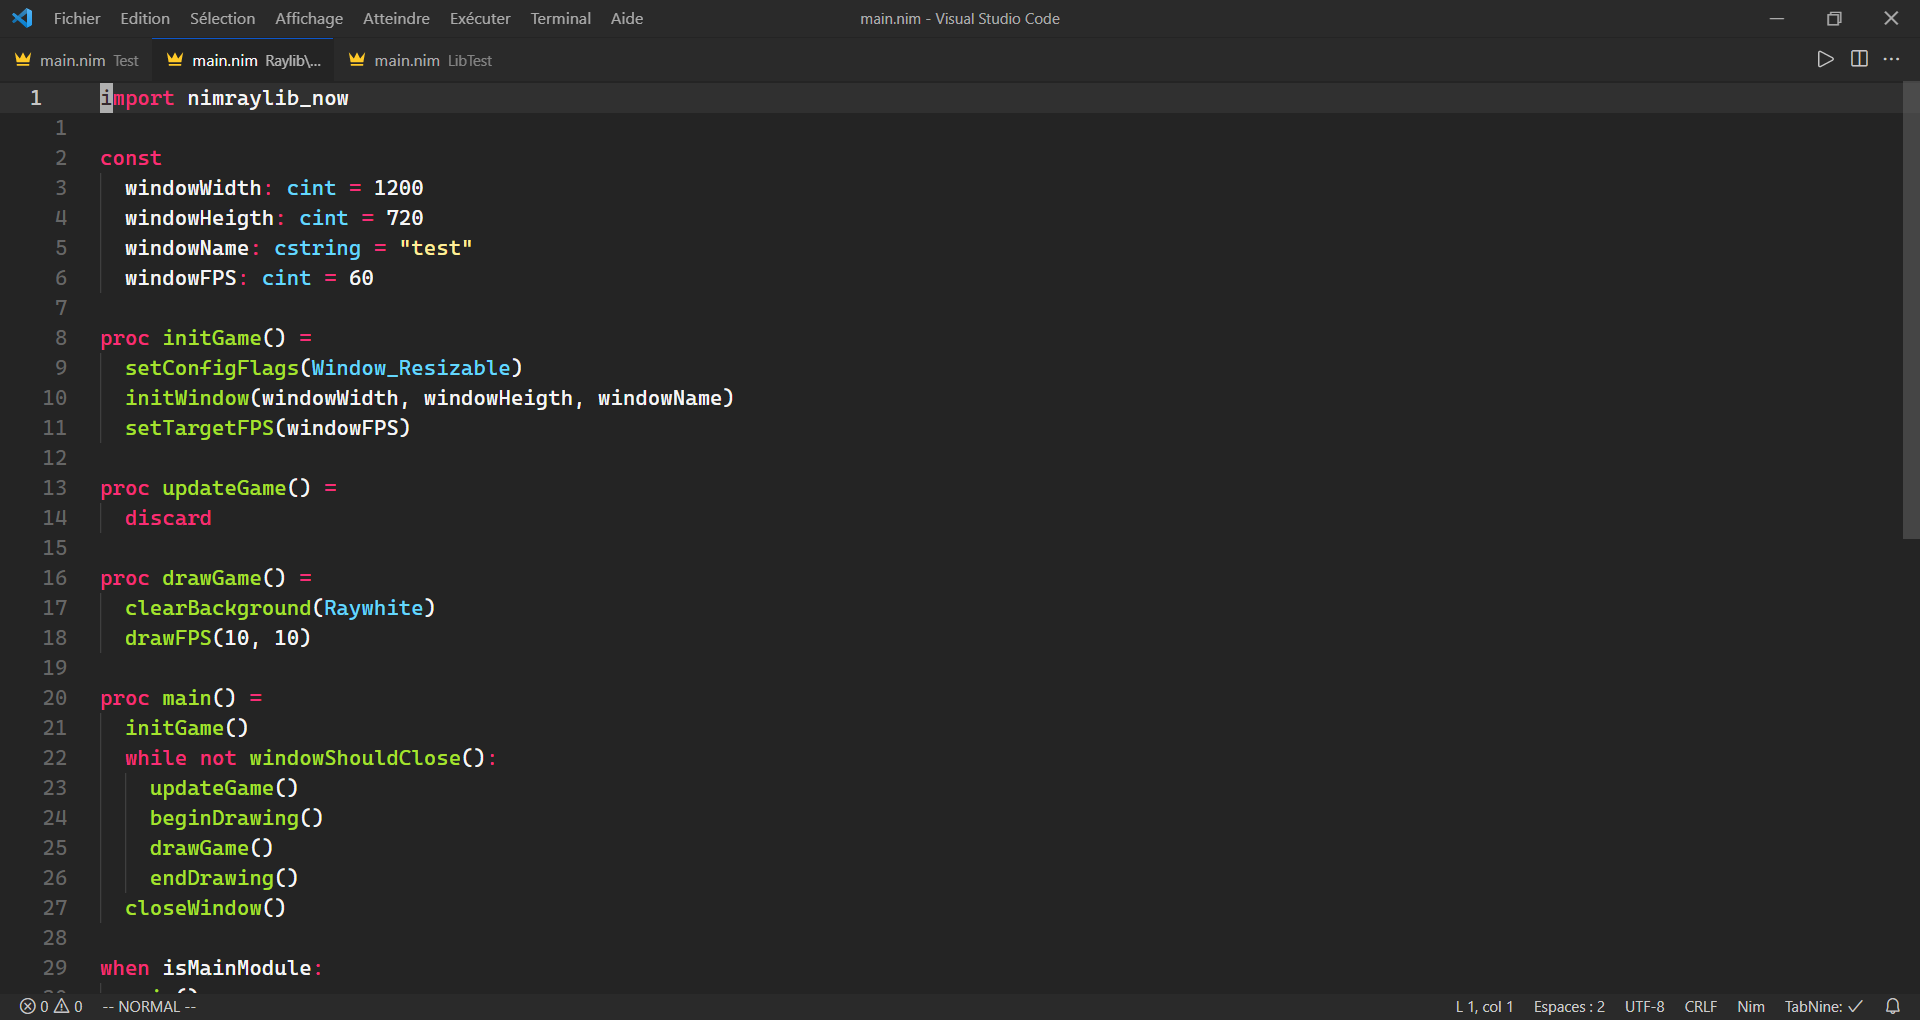 Fichier Edition Sélection Affichage Atteindre Exécuter Terminal Aide main.nim - Visual Studio Code
main.nim Test main.nim Raylib\... main.nim LibTest
1 import nimraylib_now
1
2 const
3 windowWidth: cint = 1200
4 windowHeigth: cint = 720
5 windowName: cstring = "test"
6 windowFPS: cint = 60
7
8 proc initGame() =
9 setConfigFlags(Window_Resizable)
10 initWindow(windowWidth, windowHeigth, windowName)
11 setTargetFPS(windowFPS)
12
13 proc updateGame() =
14 discard
15
16 proc drawGame() =
17 clearBackground(Raywhite)
18 drawFPS(10, 10)
19
20 proc main() =
21 initGame()
22 while not windowShouldClose():
23 updateGame()
24 beginDrawing()
25 drawGame()
26 endDrawing()
27 closeWindow()
28
29 when isMainModule:
0 0 -- NORMAL -- L 1, col 1 Espaces : 2 UTF-8 CRLF Nim TabNine: